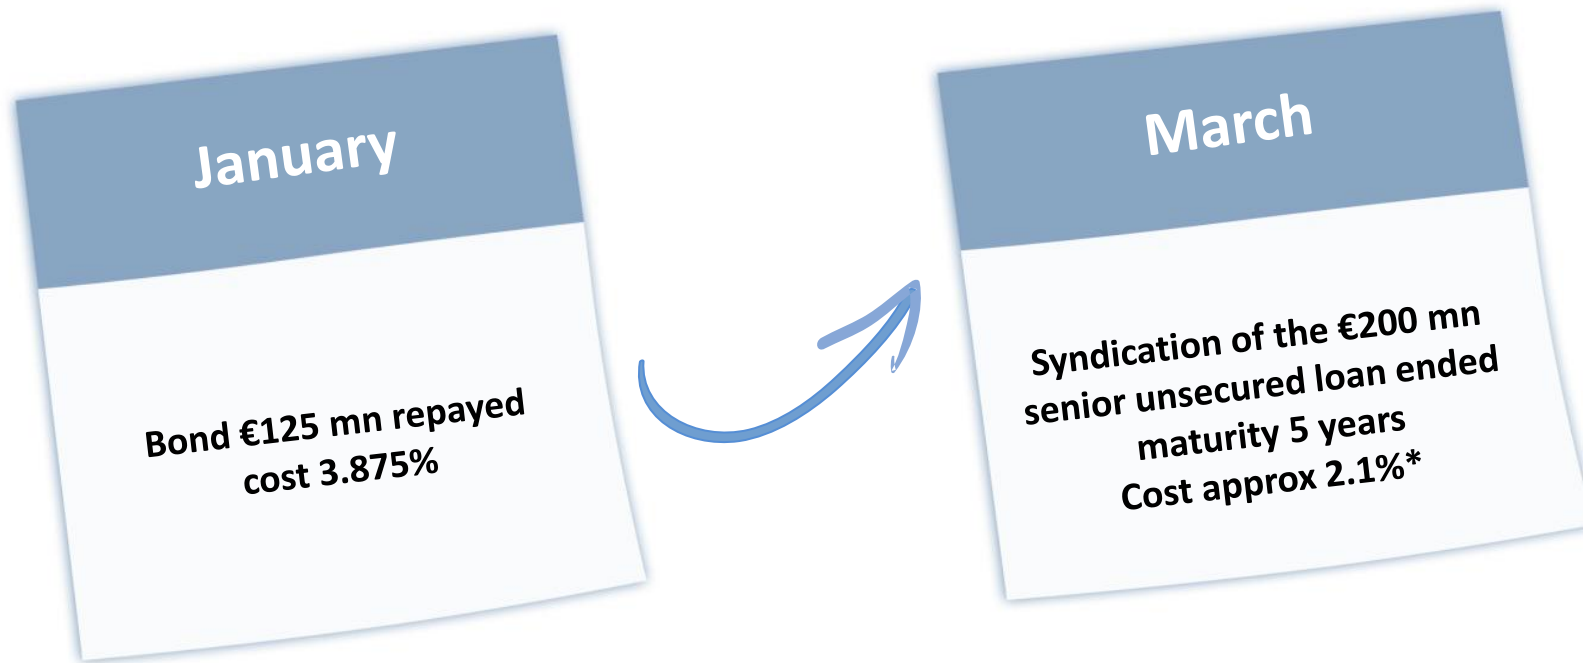 January
Bond €125 mn repayed
cost 3.875%
March
Syndication of the €200 mn
senior unsecured loan ended
maturity 5 years
Cost approx 2.1%*